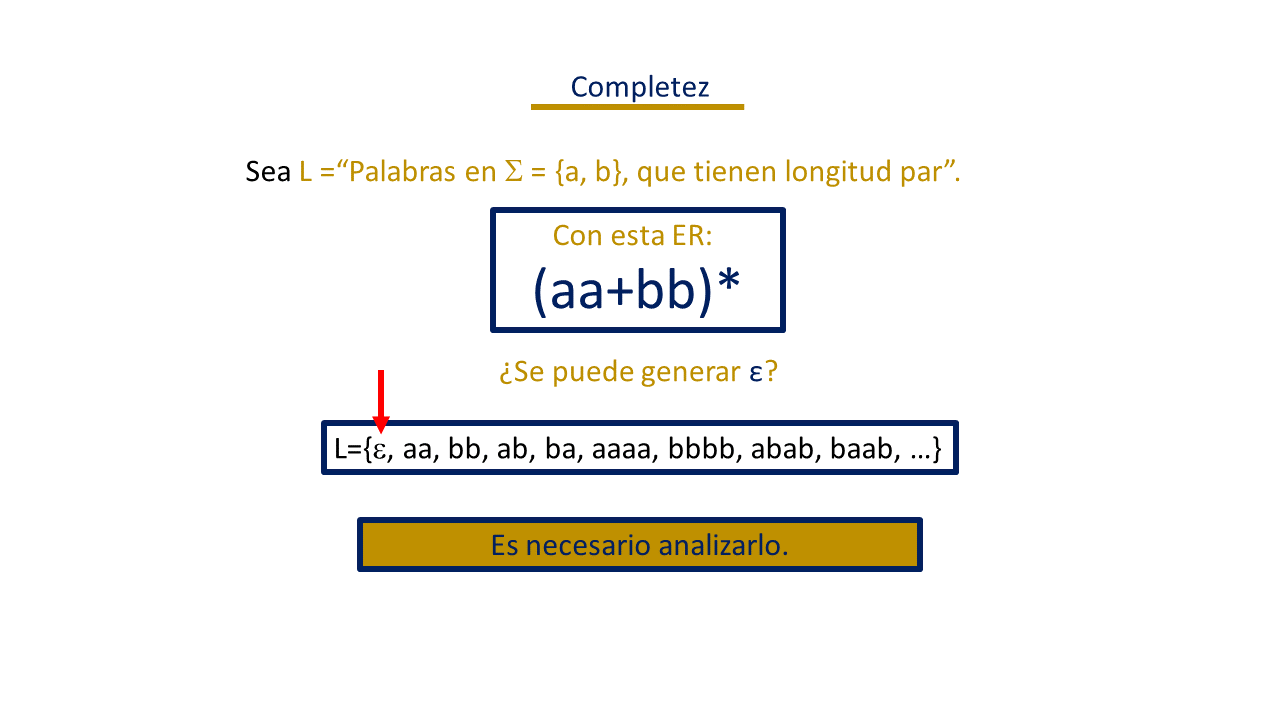 Completez
Sea L =“Palabras en Σ = {a, b}, que tienen longitud par”.
Con esta ER:
(aa+bb)*
¿Se puede generar ε?
L={ε, aa, bb, ab, ba, aaaa, bbbb, abab, baab, …}
Es necesario analizarlo.